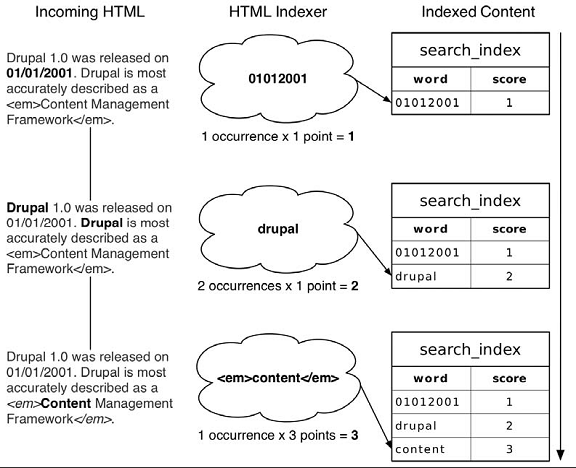 Incoming HTML
HTML Indexer
Indexed Content
Drupal 1.0 was released on
01/01/2001. Drupal is most
accurately described as a
<em>Content Management
Framework</em>.
01012001
1 occurrence x 1 point = 1
search_index
word score
01012001 1
Drupal 1.0 was released on
01/01/2001. Drupal is most
accurately described as a
<em>Content Management
Framework</em>.
drupal
2 occurrences x 1 point = 2
search_index
word score
01012001 1
drupal 2
Drupal 1.0 was released on
01/01/2001. Drupal is most
accurately described as a
<em>Content Management
Framework</em>.
<em>content</em>
1 occurrence x 3 points = 3
search_index
word score
01012001 1
drupal 2
content 3